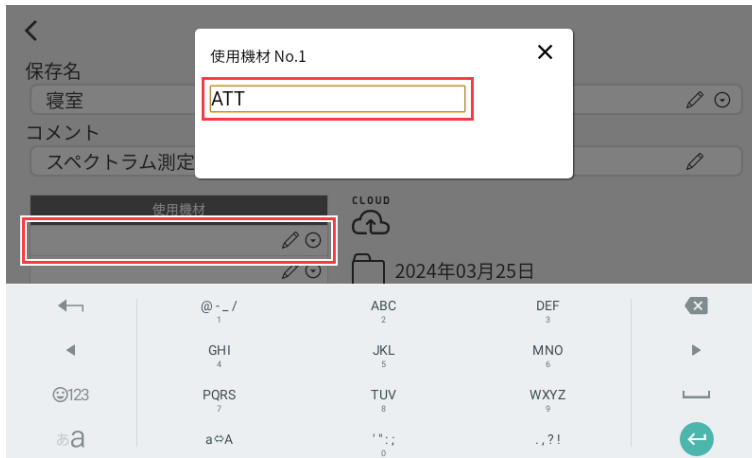 使用機材 No.1
保存名
ATT
寝室
コメント
スペクトラム測定
使用機材
CLOUD
2024年03月25日
@-_/
1
ABC
2
DEF
3
GHI
4
JKL
5
MNO
6
123
PQRS
7
TUV
8
WXYZ
9
あa
a⇔A
'":;
0
.,?!